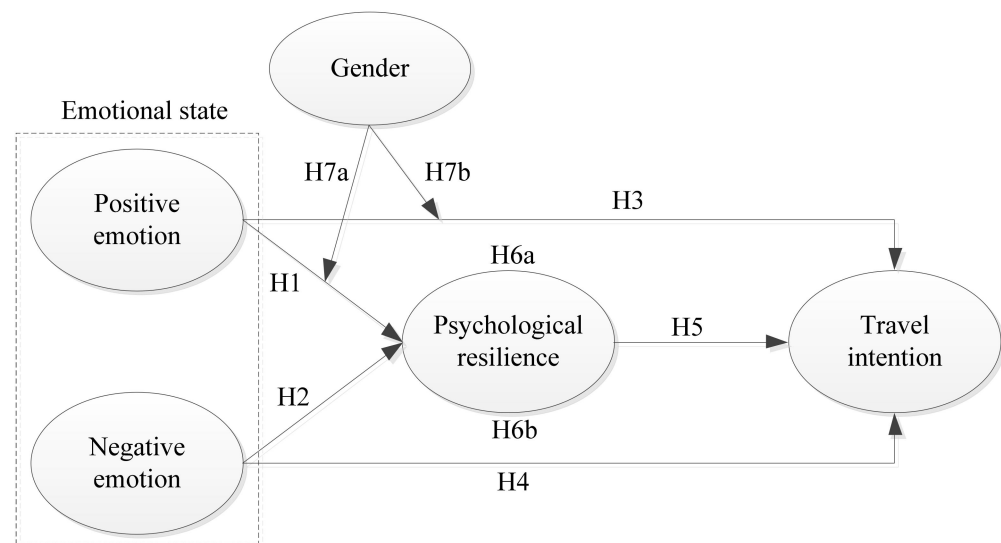 Gender
Emotional state
H7a
H7b
Positive
emotion
H3
H6a
H1
Psychological
resilience
H5
Travel
intention
H2
H6b
Negative
emotion
H4